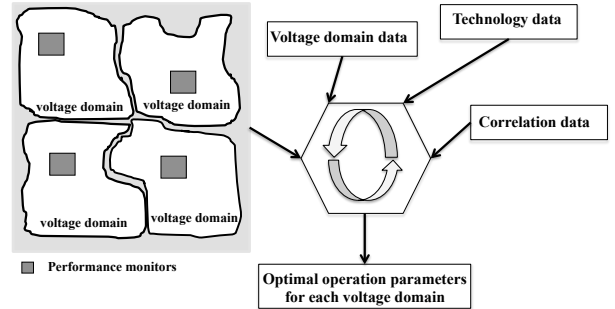 voltage domain
voltage domain
voltage domain
voltage domain
Performance monitors
Voltage domain data
Technology data
Correlation data
Optimal operation parameters
for each voltage domain